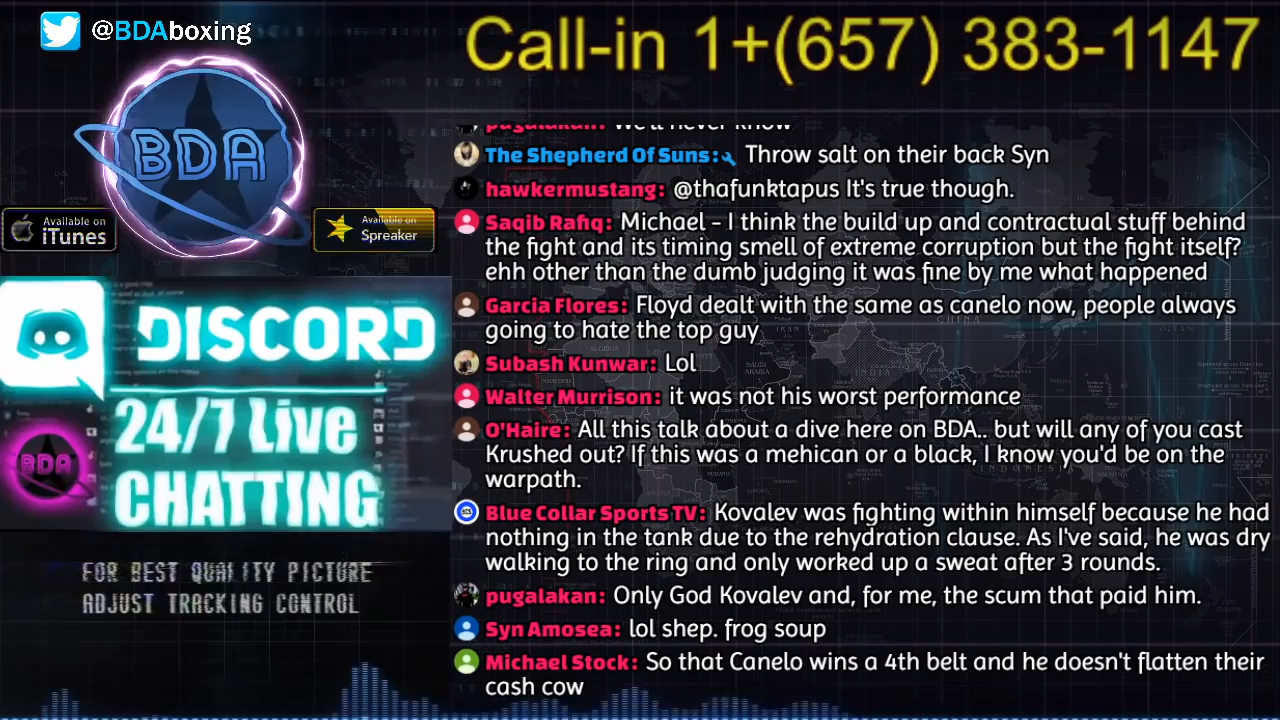 @BDAboxing
Call-in 1+(657) 383-1147
BDA
Available on
iTunes
Available on
Spreaker
DISCORD
24/7 Live
CHATTING
BDA
FOR BEST QUALITY PICTURE
ADJUST TRACKING CONTROL
pugalakan: We'll never know
The Shepherd Of Suns: Throw salt on their back Syn
hawkermustang: @thafunktapus It's true though.
Saqib Rafiq: Michael - I think the build up and contractual stuff behind
the fight and its timing smell of extreme corruption but the fight itself?
ehh other than the dumb judging it was fine by me what happened
Garcia Flores: Floyd dealt with the same as canelo now, people always
going to hate the top guy
Subash Kunwar: Lol
Walter Murrison: it was not his worst performance
O'Haire: All this talk about a dive here on BDA.. but will any of you cast
Krushed out? If this was a mehican or a black, I know you'd be on the
warpath.
Blue Collar Sports TV: Kovalev was fighting within himself because he had
nothing in the tank due to the rehydration clause. As I've said, he was dry
walking to the ring and only worked up a sweat after 3 rounds.
pugalakan: Only God Kovalev and, for me, the scum that paid him.
Syn Amosea: lol shep. frog soup
Michael Stock: So that Canelo wins a 4th belt and he doesn't flatten their
cash cow